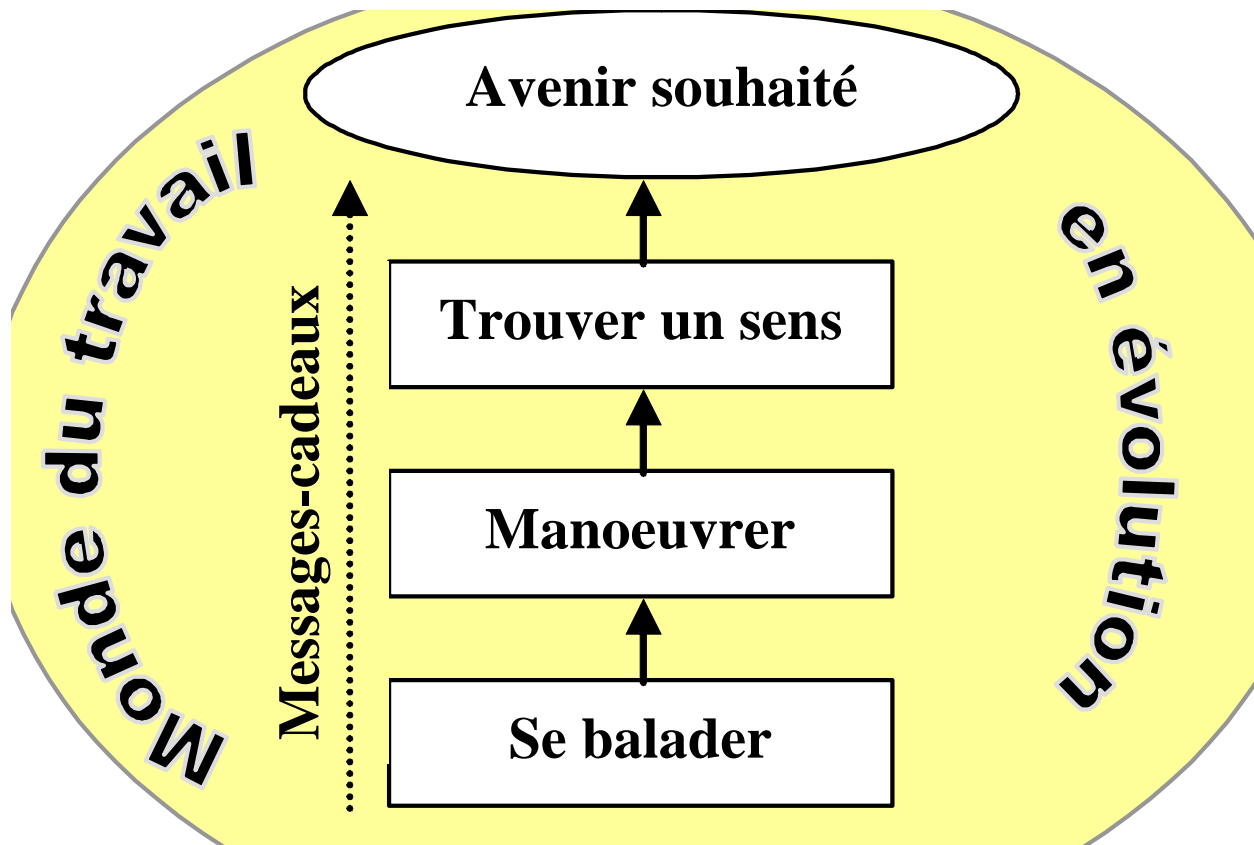 Avenir souhaité
Monde du travail
en évolution
Messages-cadeaux
Trouver un sens
Manoeuvrer
Se balader